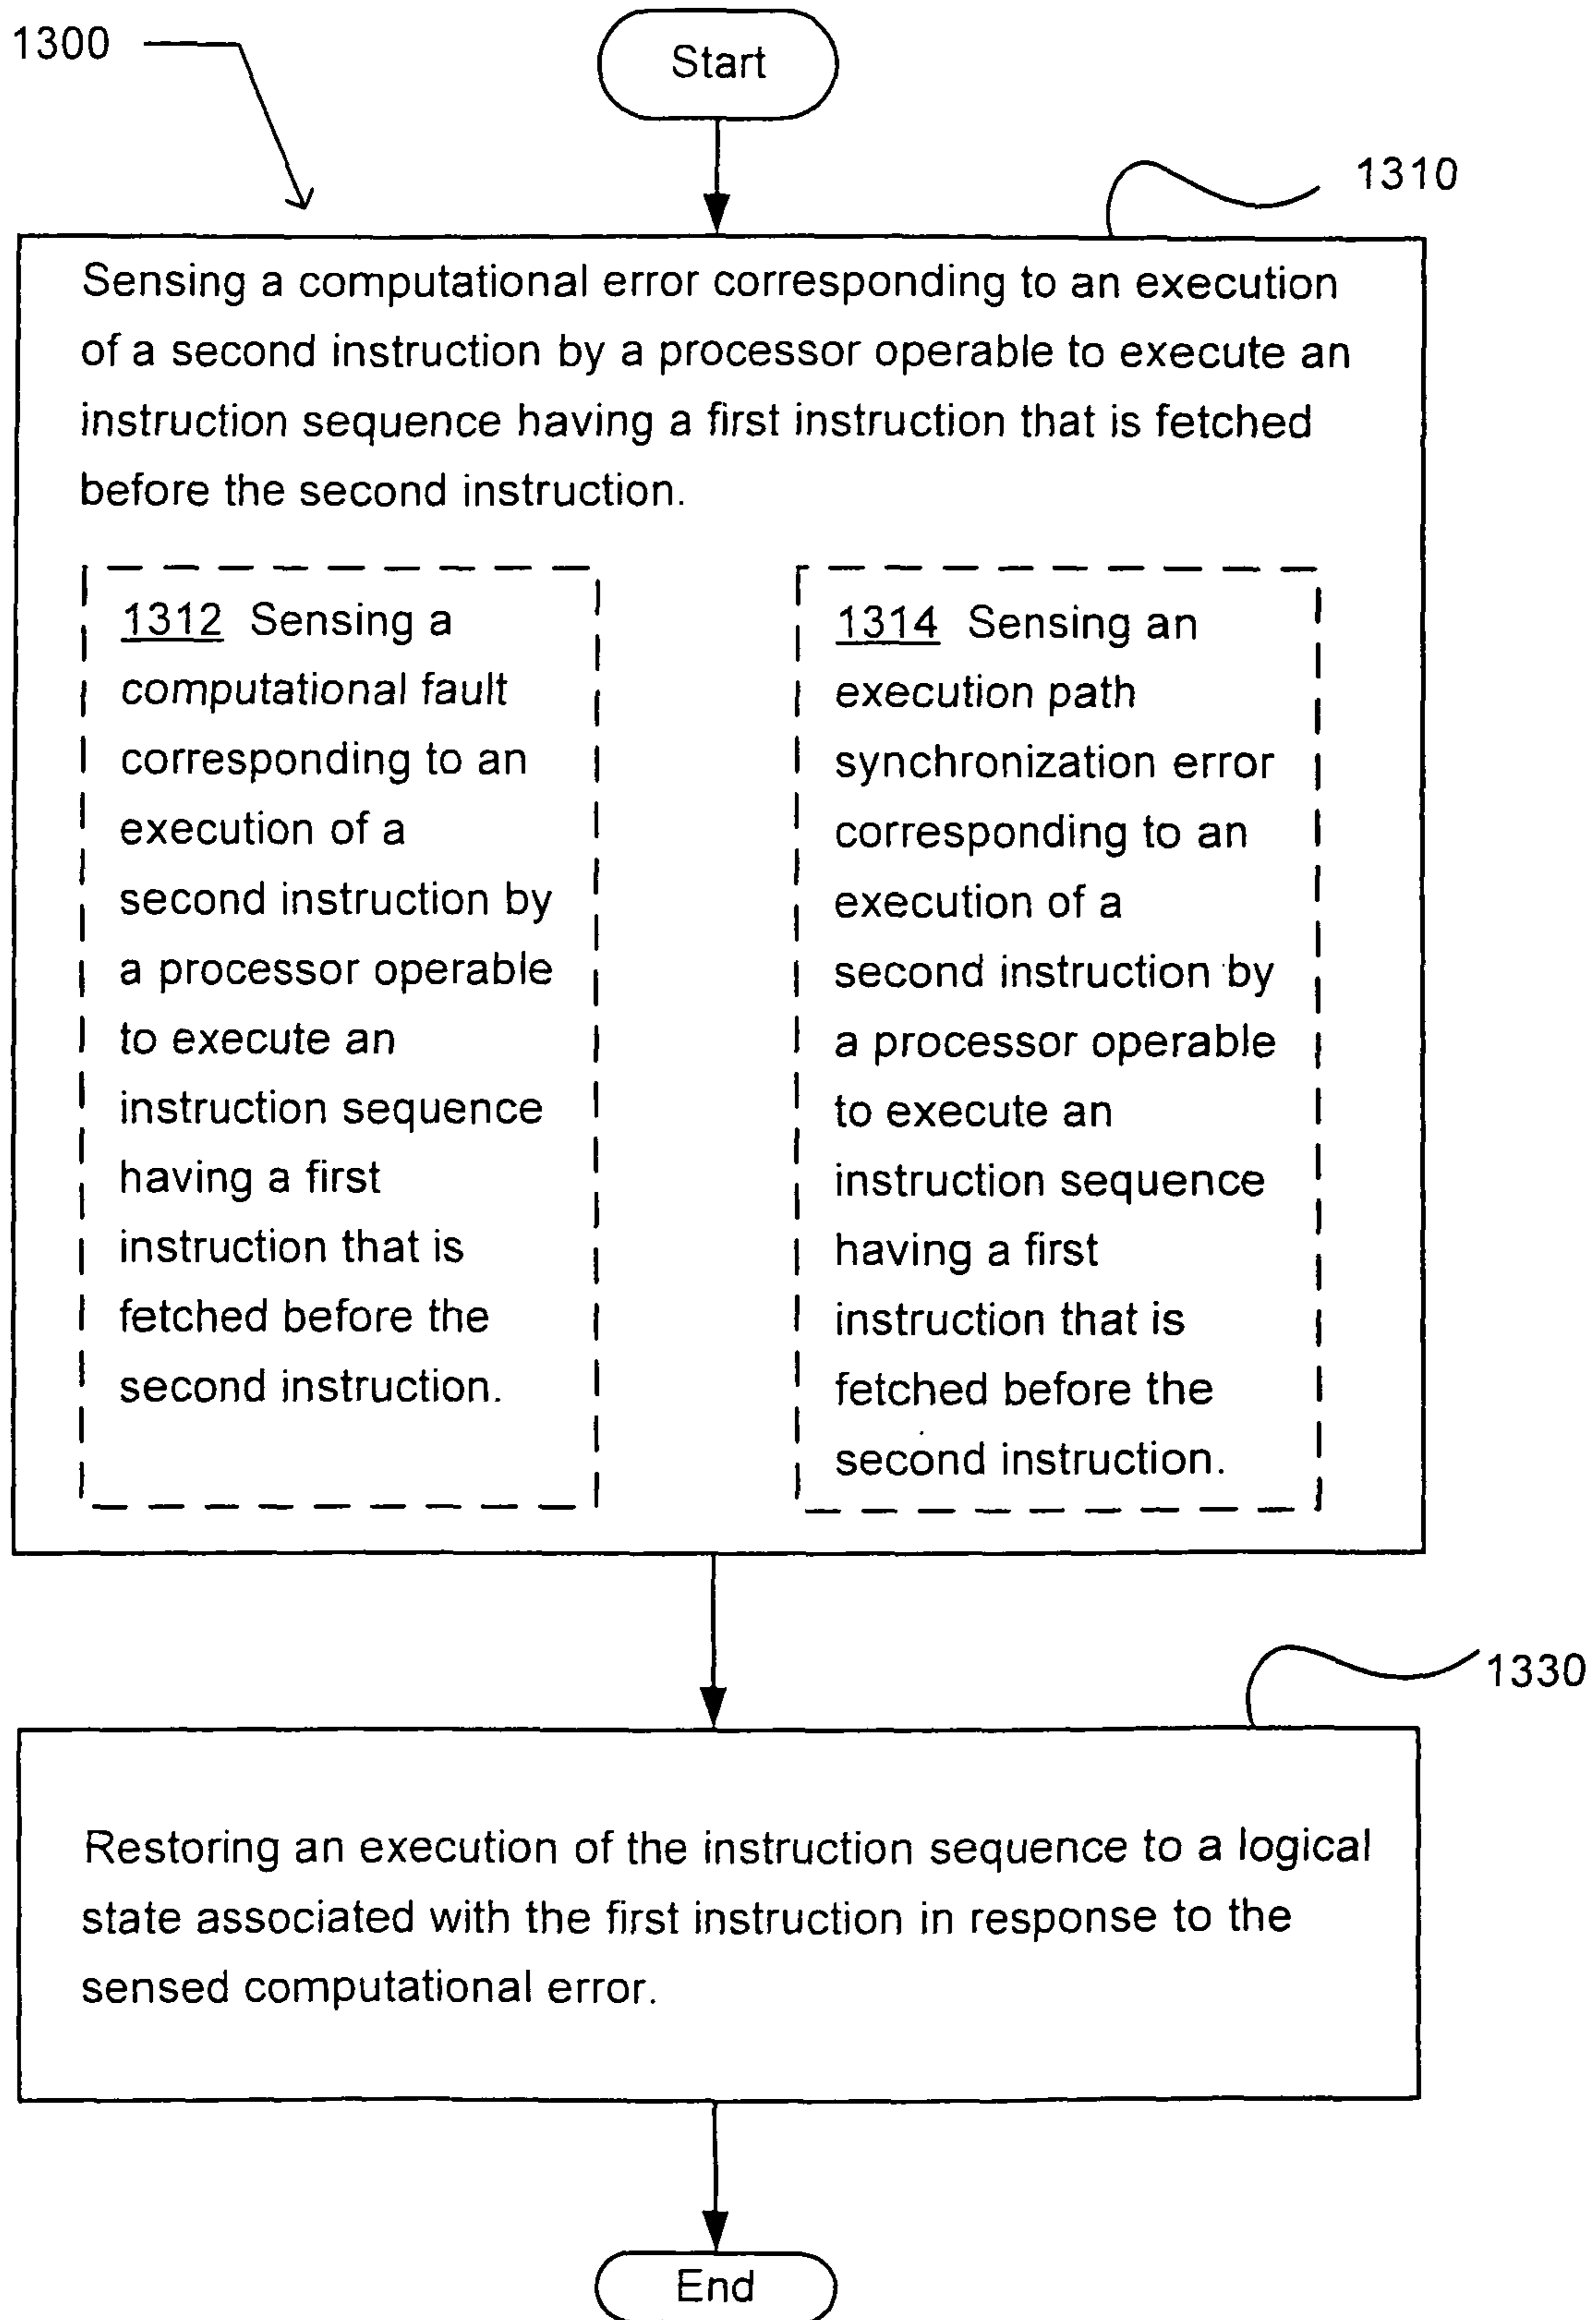 1300
Start
1310
Sensing a computational error corresponding to an execution
of a second instruction by a processor operable to execute an
instruction sequence having a first instruction that is fetched
before the second instruction.
1312 Sensing a
computational fault
corresponding to an
execution of a
second instruction by
a processor operable
to execute an
instruction sequence
having a first
instruction that is
fetched before the
second instruction.
1314 Sensing an
execution path
synchronization error
corresponding to an
execution of a
second instruction by
a processor operable
to execute an
instruction sequence
having a first
instruction that is
fetched before the
second instruction.
1330
Restoring an execution of the instruction sequence to a logical
state associated with the first instruction in response to the
sensed computational error.
End